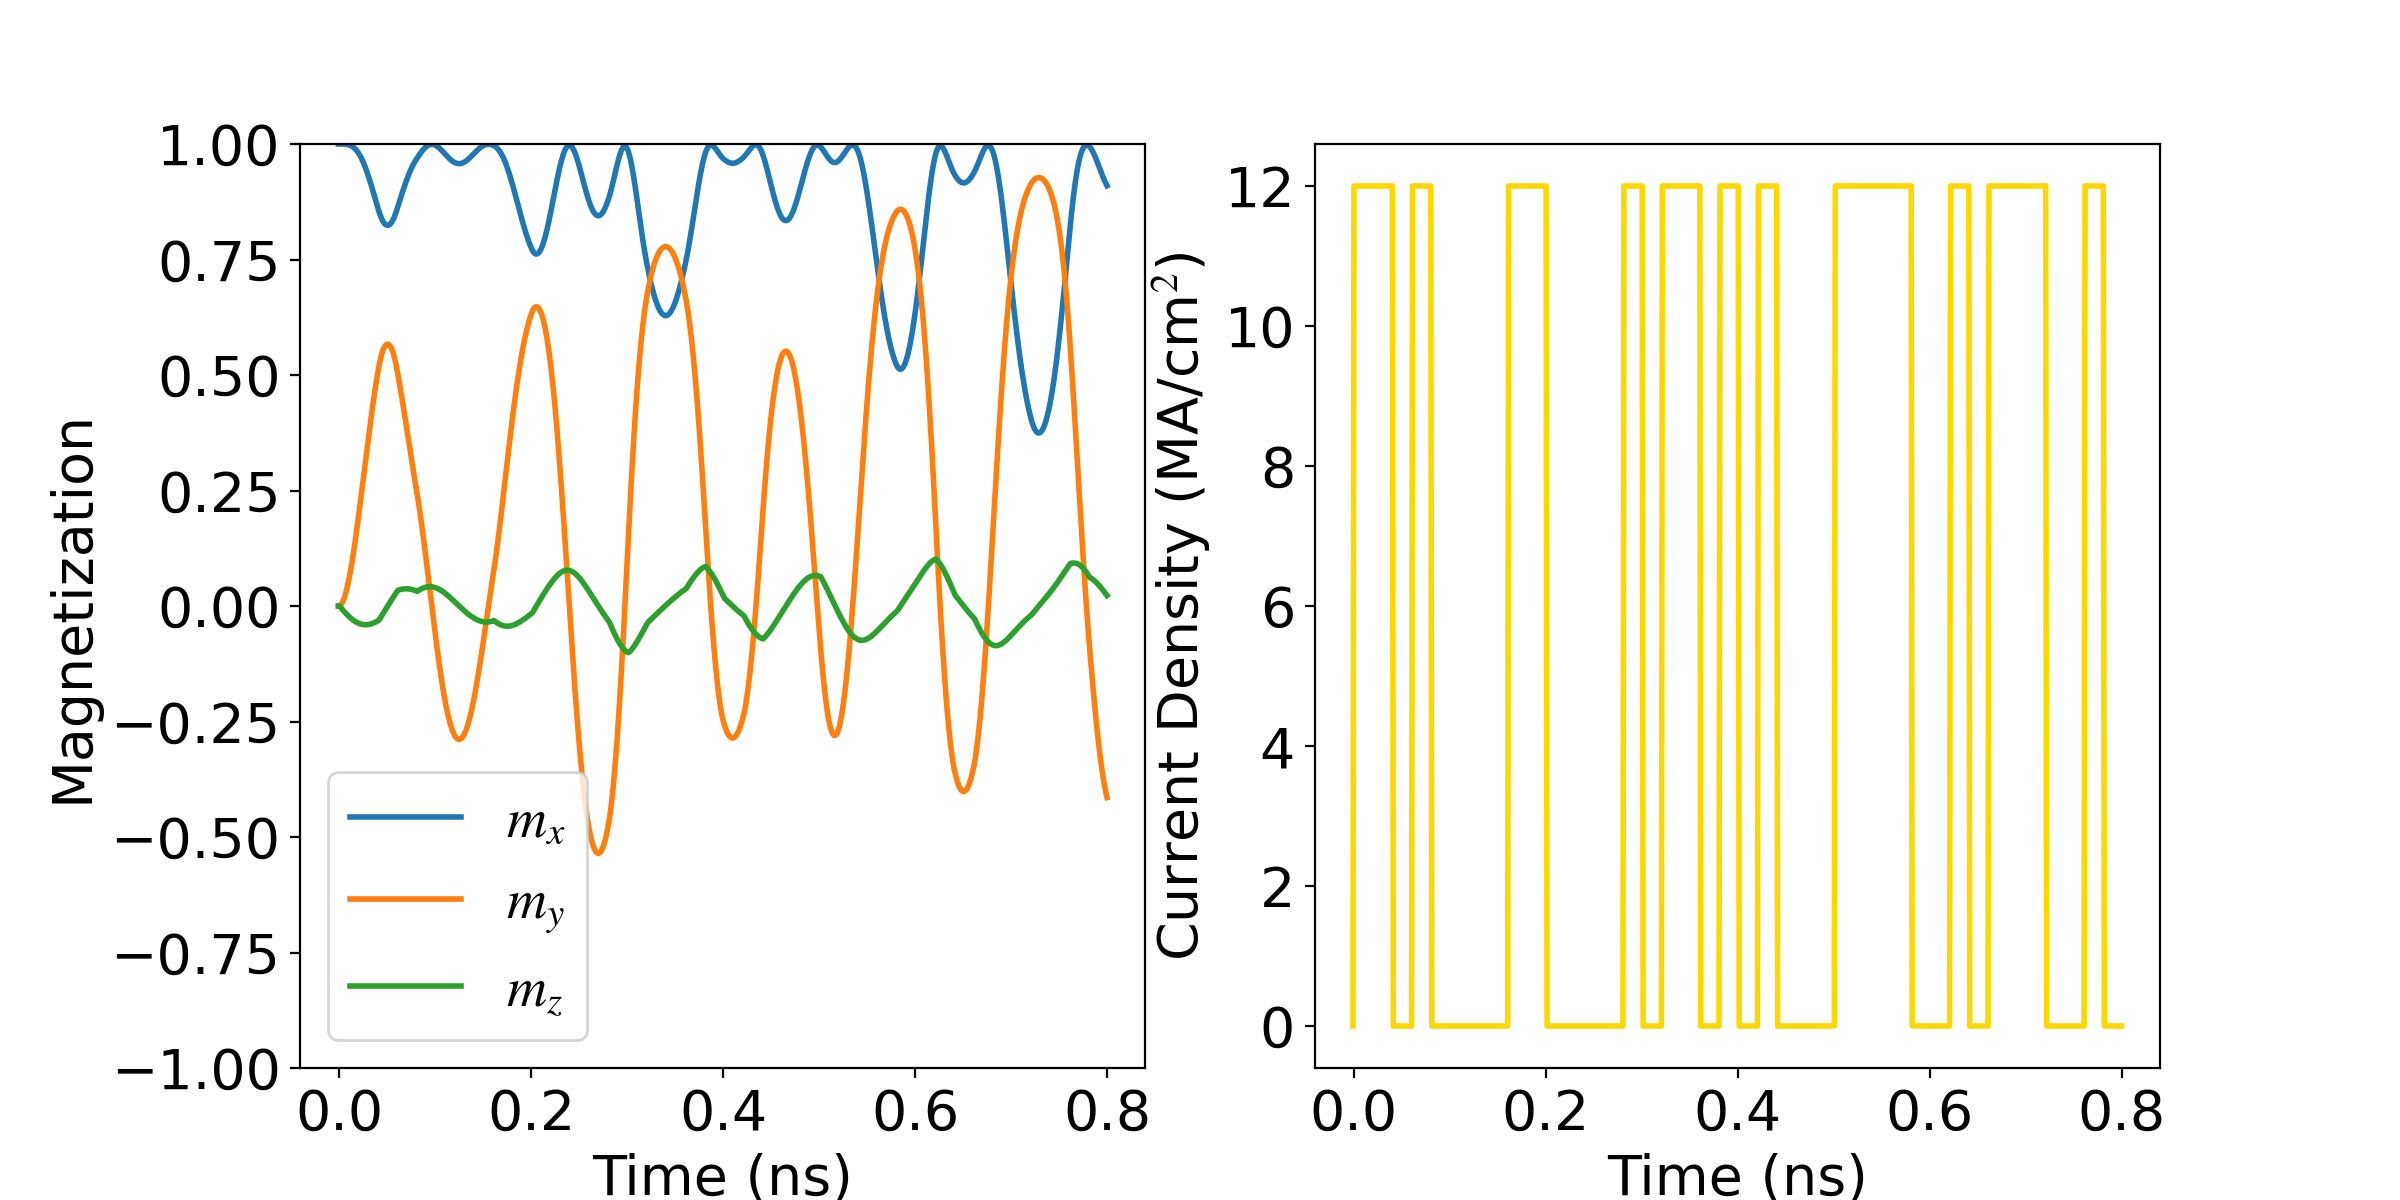 Magnetization
1.00
0.75
0.50
0.25
0.00
−0.25
−0.50
−0.75
−1.00
m_x
m_y
m_z
0.0 0.2 0.4 0.6 0.8
Time (ns)
Current Density (MA/cm²)
12
10
8
6
4
2
0
0.0 0.2 0.4 0.6 0.8
Time (ns)